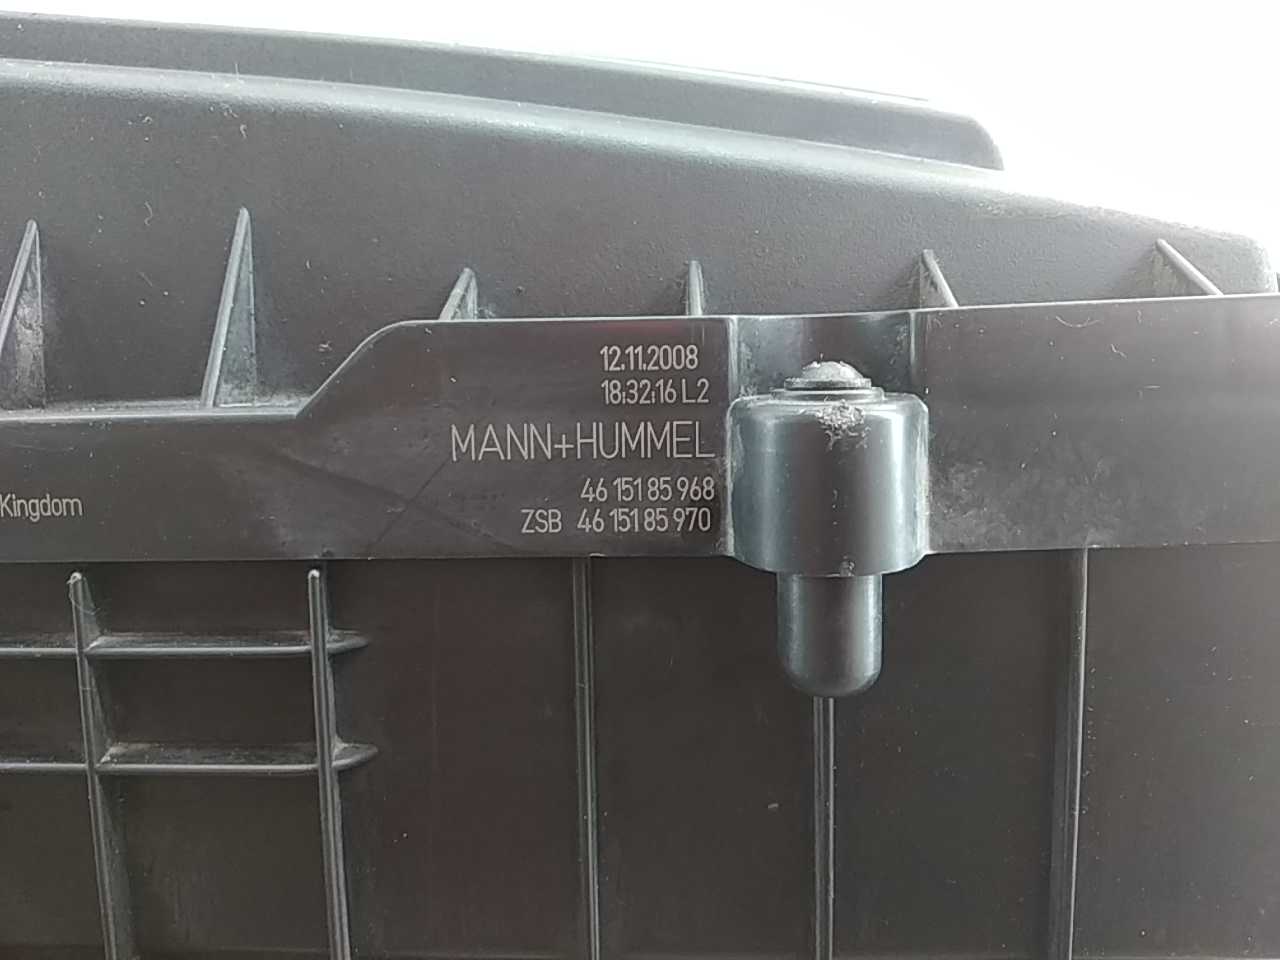 12.11.2008
18:32:16 L2
MANN+HUMMEL
46 151 85 968
Kingdom
ZSB 46 151 85 970